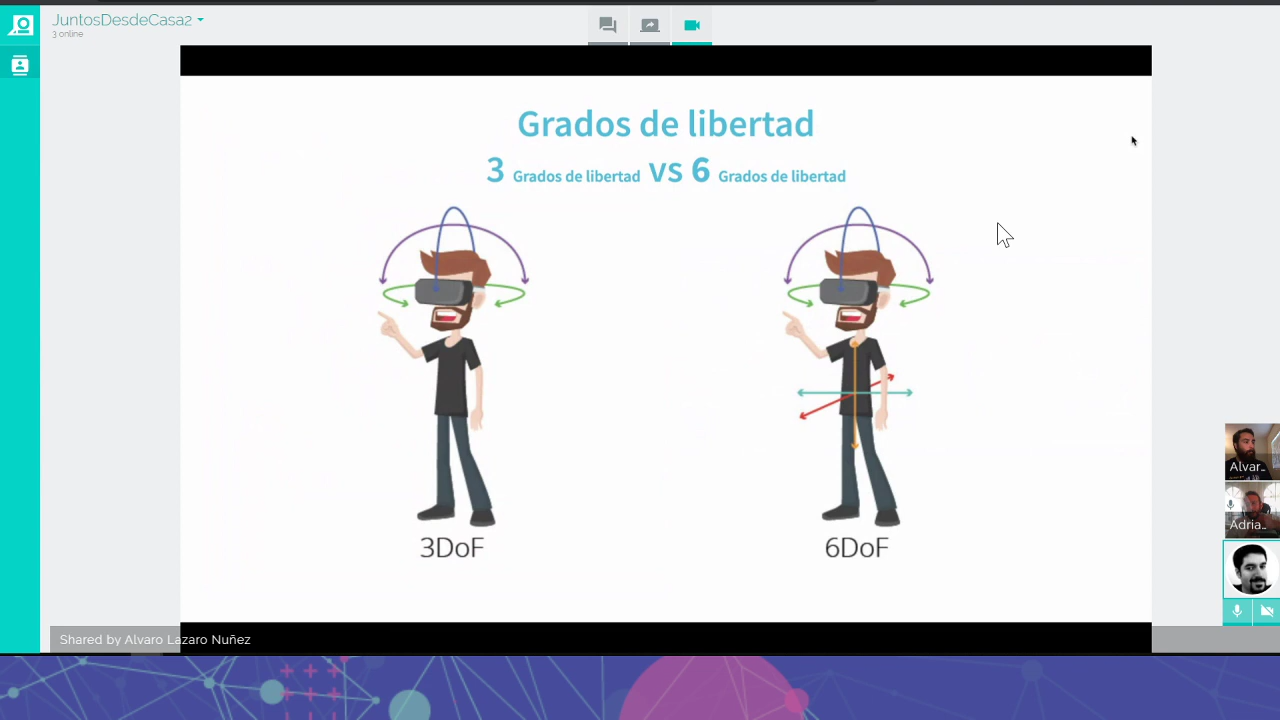 JuntosDesdeCasa2
3 online
Grados de libertad
3 Grados de libertad VS 6 Grados de libertad
3DoF
6DoF
Alvar...
Adria...
Shared by Alvaro Lazaro Nuñez